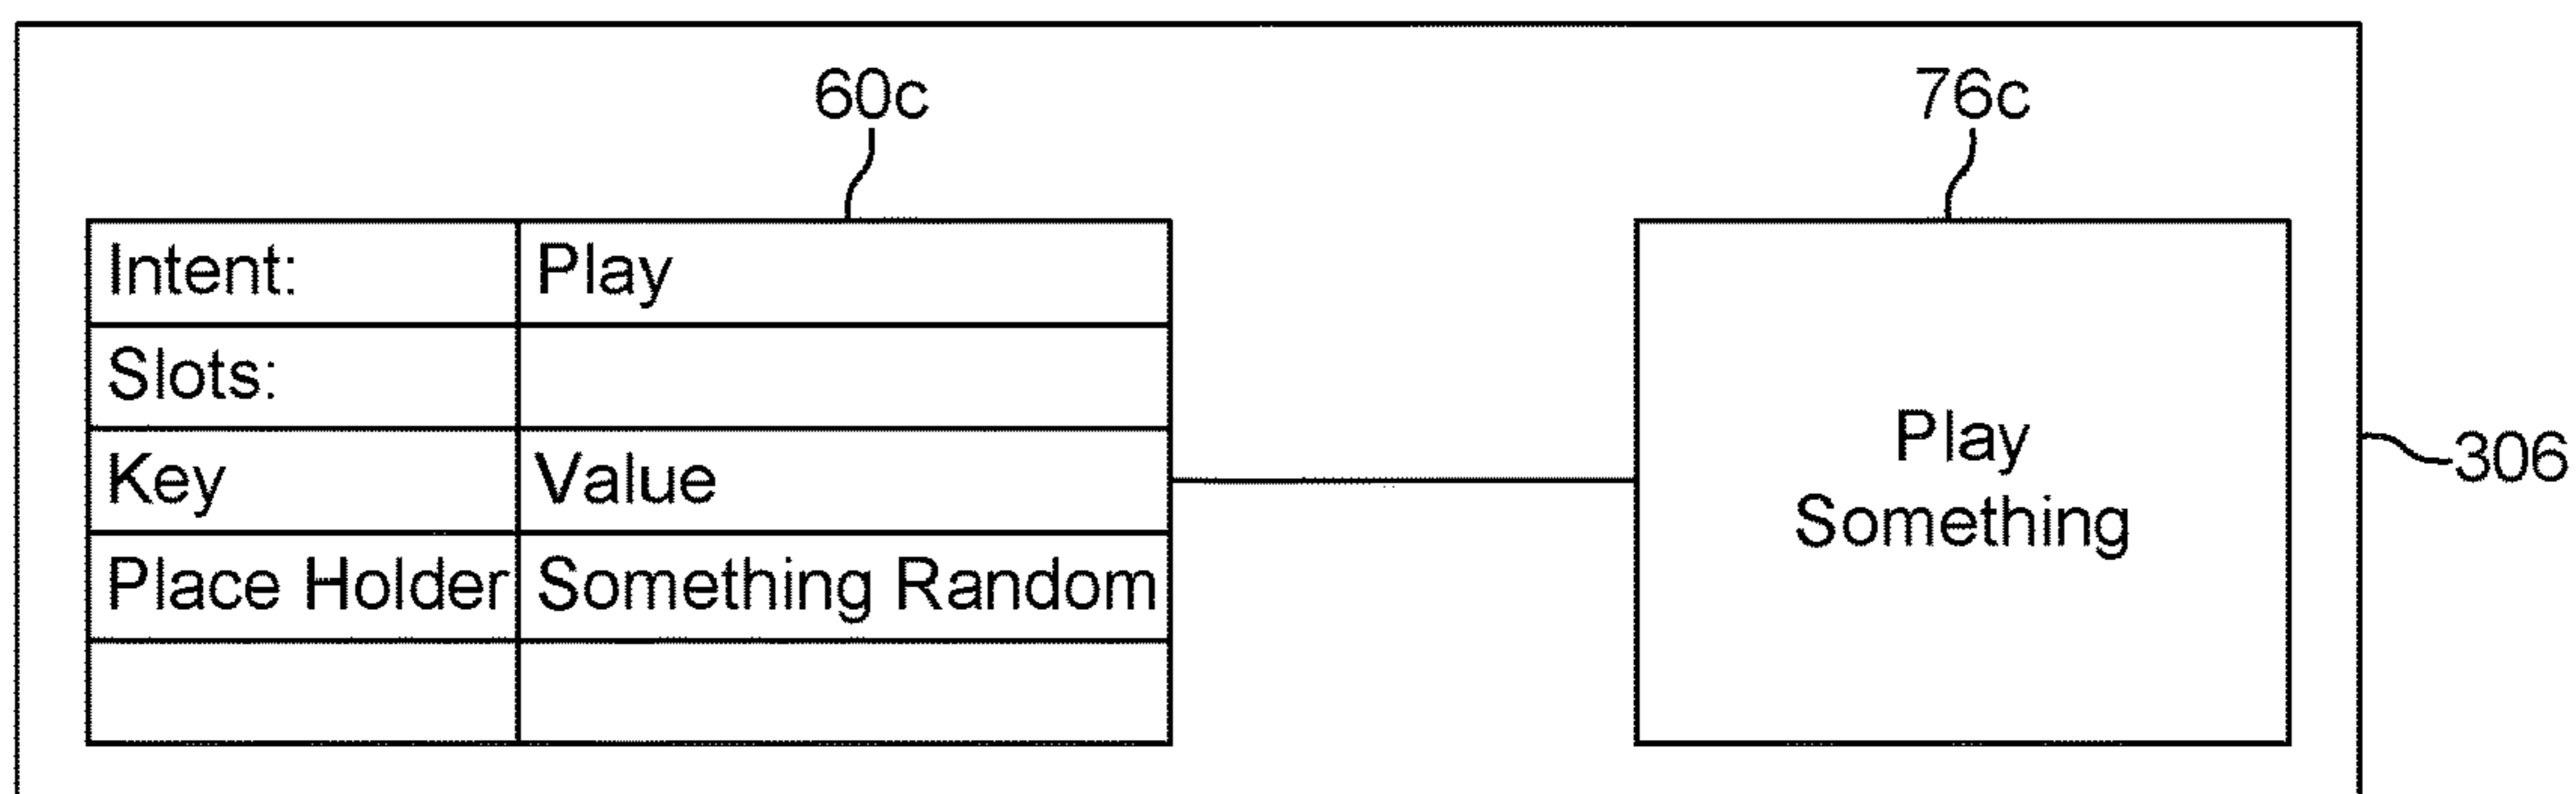 60c
76c
Intent: Play
Slots:
Key Value
Place Holder Something Random
Play
Something
306